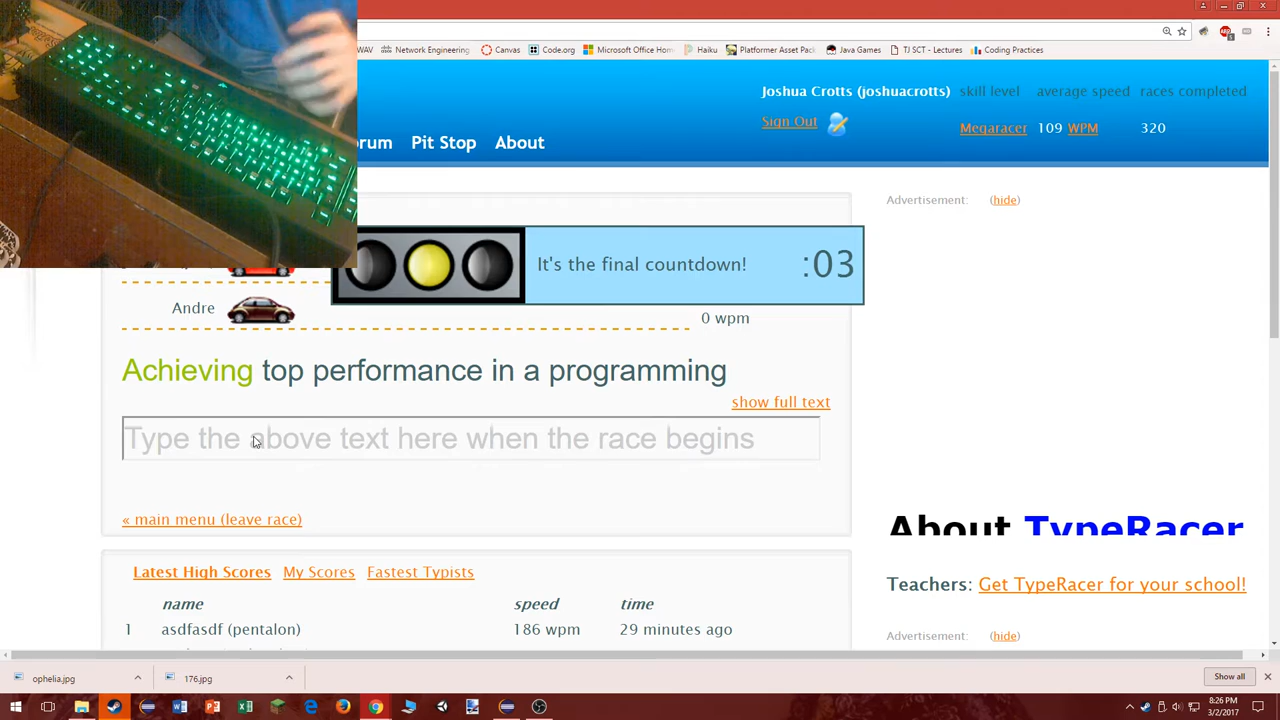 WAV Network Engineering Canvas Code.org Microsoft Office Hom Haiku Platformer Asset Pack Java Games TJ SCT - Lectures Coding Practices
Joshua Crotts (joshuacrotts) skill level average speed races completed
Sign Out Megaracer 109 WPM 320
orum Pit Stop About
Advertisement: (hide)
It's the final countdown! :03
Andre
0 wpm
Achieving top performance in a programming
show full text
Type the above text here when the race begins
« main menu (leave race)
About TypeRacer
Latest High Scores My Scores Fastest Typists
Teachers: Get TypeRacer for your school!
name speed time
1 asdfasdf (pentalon) 186 wpm 29 minutes ago
Advertisement: (hide)
ophelia.jpg 176.jpg Show all
8:26 PM
3/2/2017